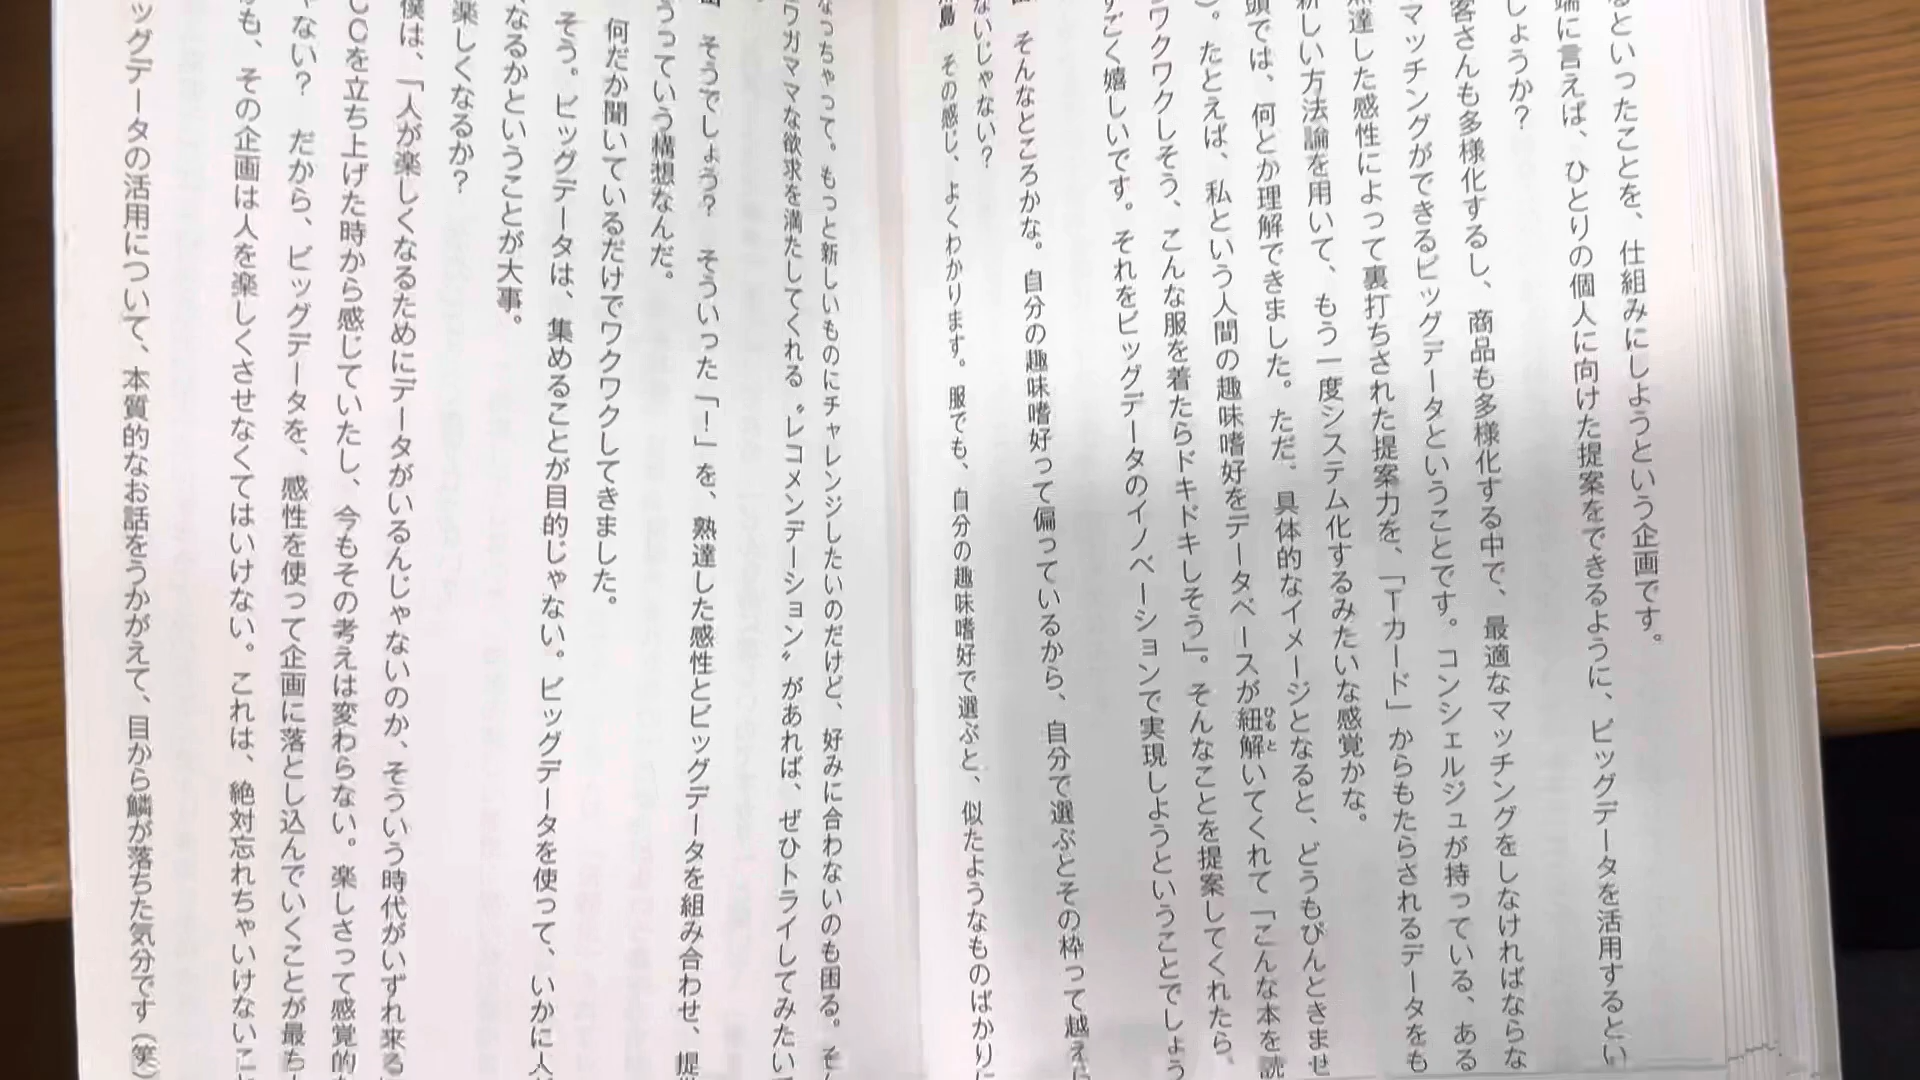 るといったことを、仕組みにしようという企画です。
端に言えば、ひとりの個人に向けた提案をできるように、ビッグデータを活用するとい
しょうか?
客さんも多様化するし、商品も多様化する中で、最適なマッチングをしなければならな
マッチングができるビッグデータということです。コンシェルジュが持っている、ある
熟達した感性によって裏打ちされた提案力を、「Tカード」からもたらされるデータをも
新しい方法論を用いて、もう一度システム化するみたいな感覚かな。
頭では、何とか理解できました。ただ、具体的なイメージとなると、どうもぴんときませ
)。たとえば、私という人間の趣味嗜好をデータベースが紐解いてくれて「こんな本を読
ワクワクしそう、こんな服を着たらドキドキしそう」。そんなことを提案してくれたら、
すごく嬉しいです。それをビッグデータのイノベーションで実現しようということでしょう
そんなところかな。自分の趣味嗜好って偏っているから、自分で選ぶとその枠って越え
ないじゃない?
島 その感じ、よくわかります。服でも、自分の趣味嗜好で選ぶと、似たようなものばかりに
なっちゃって。もっと新しいものにチャレンジしたいのだけど、好みに合わないのも困る。そん
ワガママな欲求を満たしてくれる〝レコメンデーション〟があれば、ぜひトライしてみたい
そうでしょう? そういった「!」を、熟達した感性とビッグデータを組み合わせ、提
うっていう構想なんだ。
何だか聞いているだけでワクワクしてきました。
そう。ビッグデータは、集めることが目的じゃない。ビッグデータを使って、いかに人
なるかということが大事。
楽しくなるか?
僕は、「人が楽しくなるためにデータがいるんじゃないのか、そういう時代がいずれ来る」
CCを立ち上げた時から感じていたし、今もその考えは変わらない。楽しさって感覚的
ゃない? だから、ビッグデータを、感性を使って企画に落とし込んでいくことが最も
も、その企画は人を楽しくさせなくてはいけない。これは、絶対忘れちゃいけないこ
ッグデータの活用について、本質的なお話をうかがえて、目から鱗が落ちた気分です(笑)